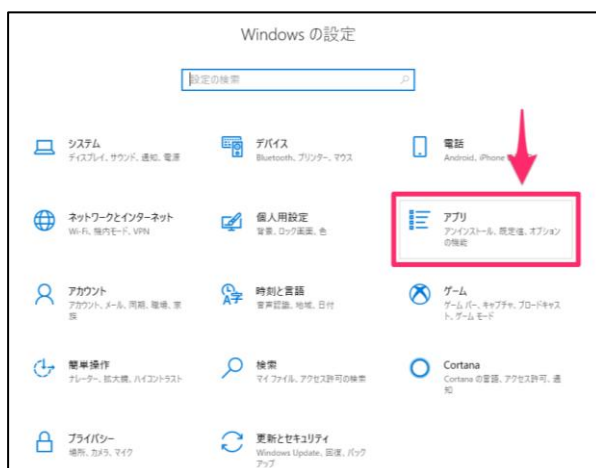 Windows の設定
設定の検索
システム
ディスプレイ、サウンド、通知、電源
デバイス
Bluetooth、プリンター、マウス
電話
Android、iPhone
ネットワークとインターネット
Wi-Fi、機内モード、VPN
個人用設定
背景、ロック画面、色
アプリ
アンインストール、既定値、オプション
の機能
アカウント
アカウント、メール、同期、職場、家
族
時刻と言語
音声認識、地域、日付
ゲーム
ゲーム バー、キャプチャ、ブロードキャス
ト、ゲーム モード
簡単操作
ナレーター、拡大鏡、ハイコントラスト
検索
マイ ファイル、アクセス許可の検索
Cortana
Cortana の言語、アクセス許可、通
知
プライバシー
場所、カメラ、マイク
更新とセキュリティ
Windows Update、回復、バック
アップ